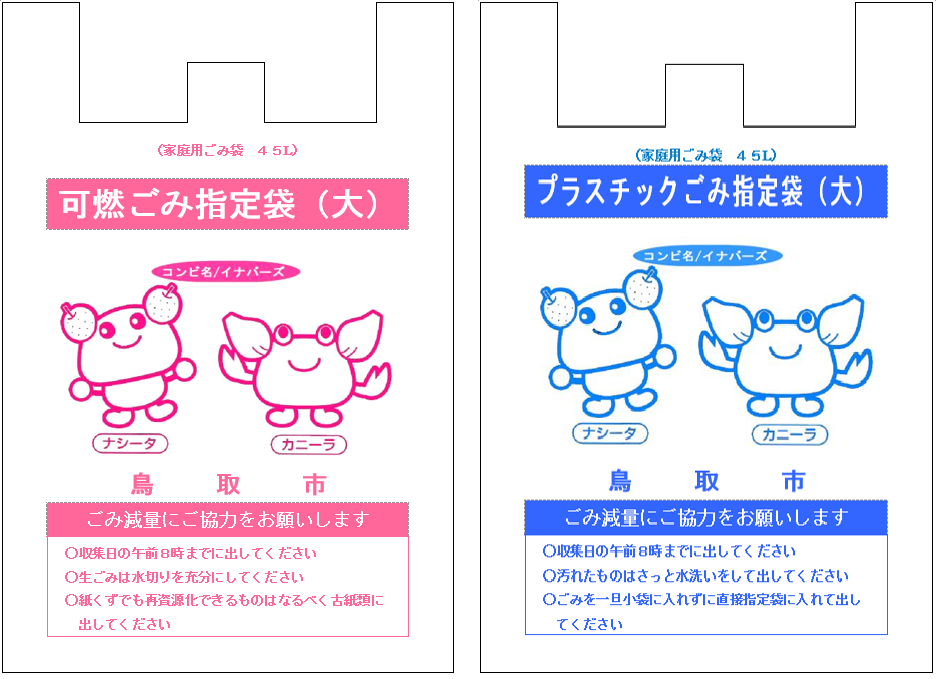 （家庭用ごみ袋　４５L）
可燃ごみ指定袋（大）
コンビ名/イナバーズ
ナシータ
カニーラ
鳥　取　市
ごみ減量にご協力をお願いします
〇収集日の午前８時までに出してください
〇生ごみは水切りを充分にしてください
〇紙くずでも再資源化できるものはなるべく古紙類に
出してください
（家庭用ごみ袋　４５L）
プラスチックごみ指定袋（大）
コンビ名/イナバーズ
ナシータ
カニーラ
鳥　取　市
ごみ減量にご協力をお願いします
〇収集日の午前８時までに出してください
〇汚れたものはさっと水洗いをして出してください
〇ごみを一旦小袋に入れずに直接指定袋に入れて出し
てください